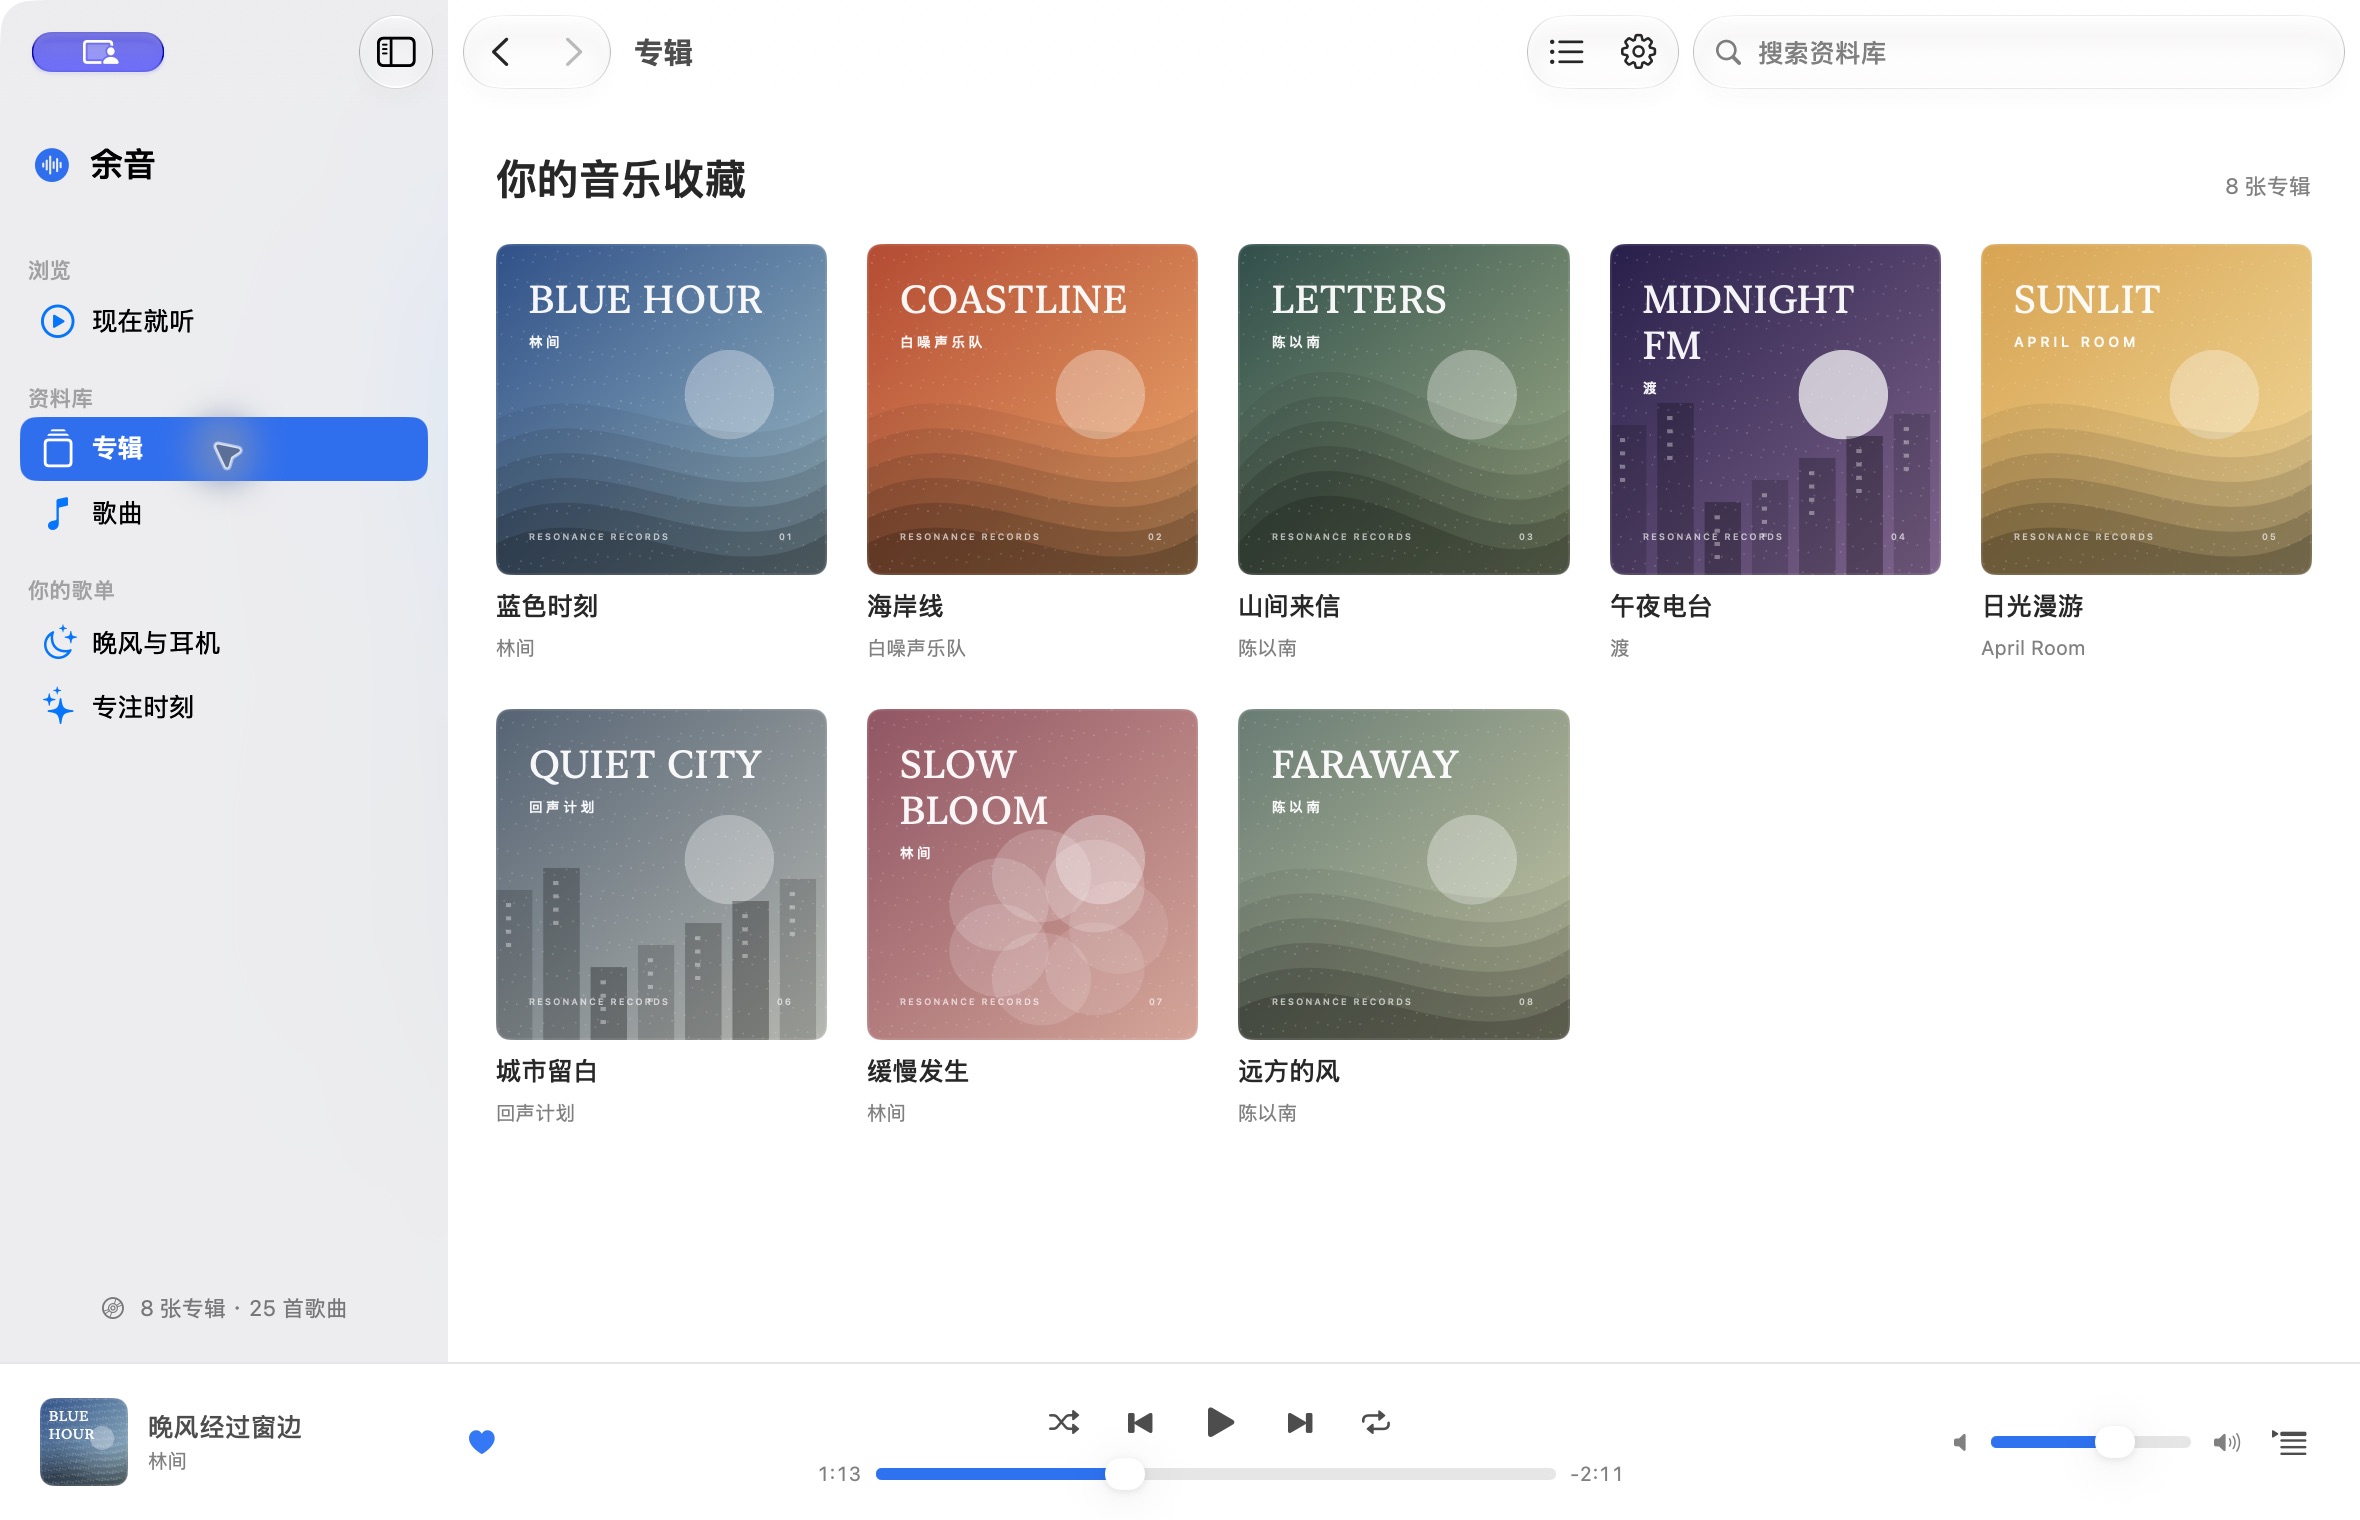 专辑
搜索资料库
余音
浏览
现在就听
资料库
专辑
歌曲
你的歌单
晚风与耳机
专注时刻
8 张专辑 · 25 首歌曲
你的音乐收藏
8 张专辑
BLUE HOUR
林间
RESONANCE RECORDS 01
蓝色时刻
林间
COASTLINE
白噪声乐队
RESONANCE RECORDS 02
海岸线
白噪声乐队
LETTERS
陈以南
RESONANCE RECORDS 03
山间来信
陈以南
MIDNIGHT
FM
渡
RESONANCE RECORDS 04
午夜电台
渡
SUNLIT
APRIL ROOM
RESONANCE RECORDS 05
日光漫游
April Room
QUIET CITY
回声计划
RESONANCE RECORDS 06
城市留白
回声计划
SLOW
BLOOM
林间
RESONANCE RECORDS 07
缓慢发生
林间
FARAWAY
陈以南
RESONANCE RECORDS 08
远方的风
陈以南
BLUE
HOUR
晚风经过窗边
林间
1:13
-2:11